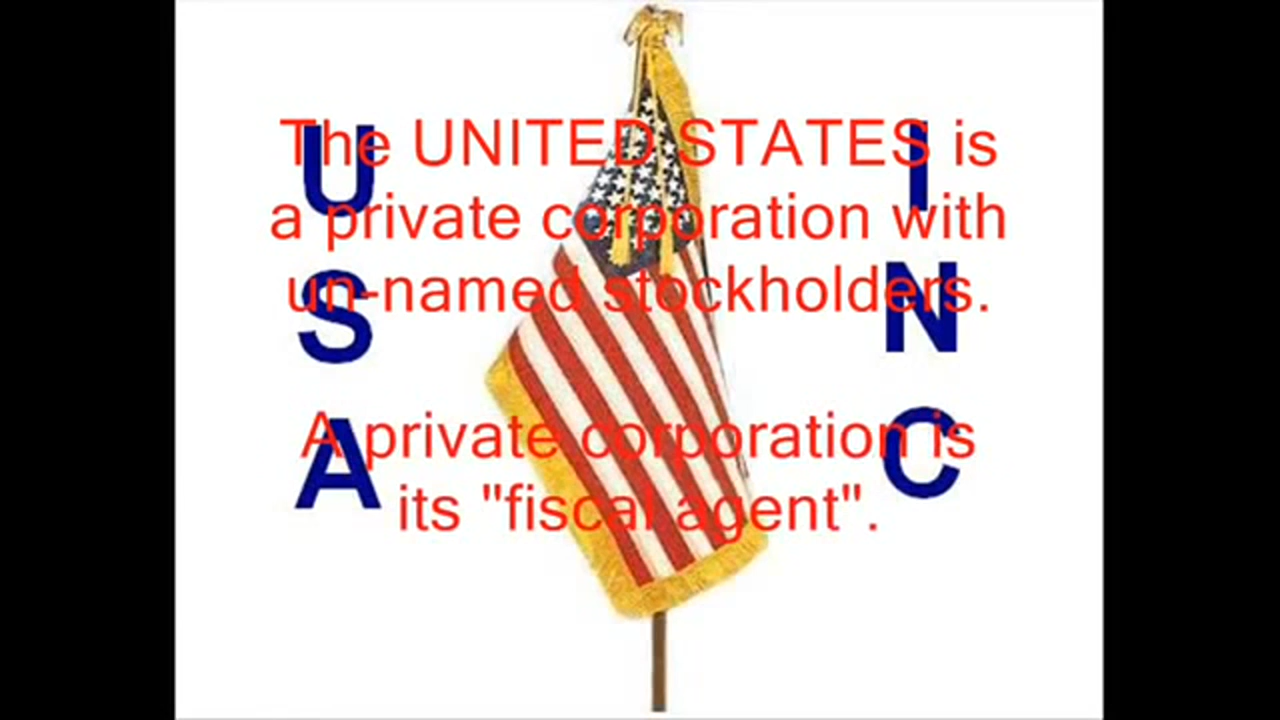 The UNITED STATES is
a private corporation with
un-named stockholders.
A private corporation is
its "fiscal agent".
U
S
A
I
N
C